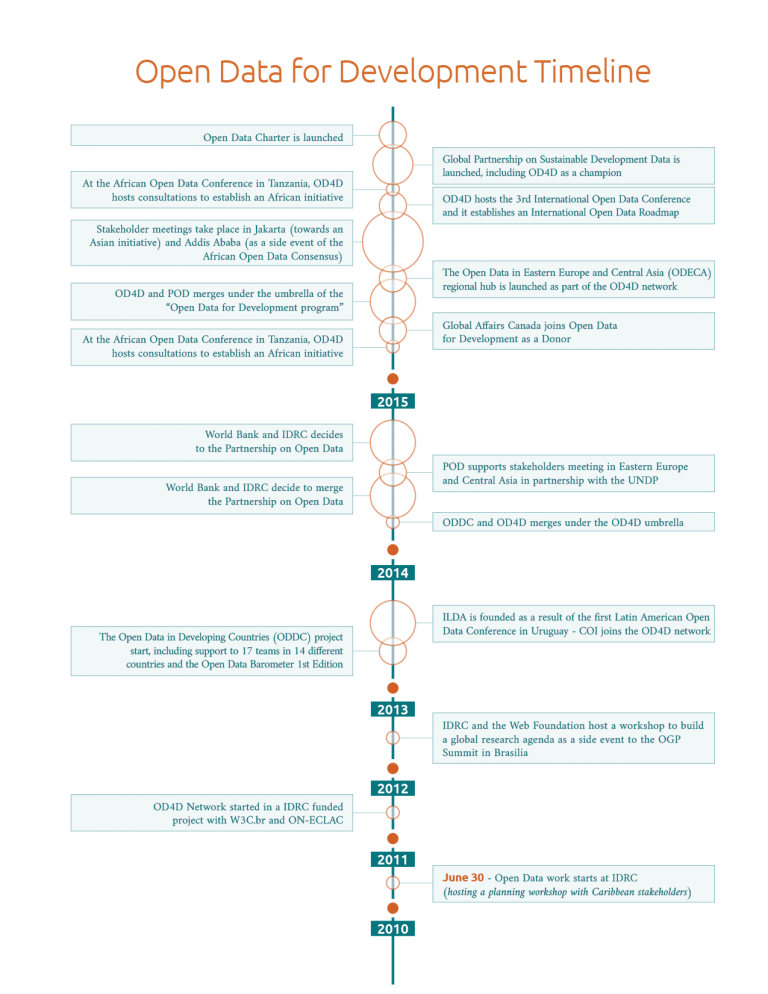 Open Data for Development Timeline
Open Data Charter is launched
Global Partnership on Sustainable Development Data is
launched, including OD4D as a champion
At the African Open Data Conference in Tanzania, OD4D
hosts consultations to establish an African initiative
OD4D hosts the 3rd International Open Data Conference
and it establishes an International Open Data Roadmap
Stakeholder meetings take place in Jakarta (towards an
Asian initiative) and Addis Ababa (as a side event of the
African Open Data Consensus)
The Open Data in Eastern Europe and Central Asia (ODECA)
regional hub is launched as part of the OD4D network
OD4D and POD merges under the umbrella of the
“Open Data for Development program”
Global Affairs Canada joins Open Data
for Development as a Donor
At the African Open Data Conference in Tanzania, OD4D
hosts consultations to establish an African initiative
2015
World Bank and IDRC decides
to the Partnership on Open Data
POD supports stakeholders meeting in Eastern Europe
and Central Asia in partnership with the UNDP
World Bank and IDRC decide to merge
the Partnership on Open Data
ODDC and OD4D merges under the OD4D umbrella
2014
ILDA is founded as a result of the first Latin American Open
Data Conference in Uruguay - COI joins the OD4D network
The Open Data in Developing Countries (ODDC) project
start, including support to 17 teams in 14 different
countries and the Open Data Barometer 1st Edition
2013
IDRC and the Web Foundation host a workshop to build
a global research agenda as a side event to the OGP
Summit in Brasilia
2012
OD4D Network started in a IDRC funded
project with W3C.br and ON-ECLAC
2011
June 30 - Open Data work starts at IDRC
(hosting a planning workshop with Caribbean stakeholders)
2010